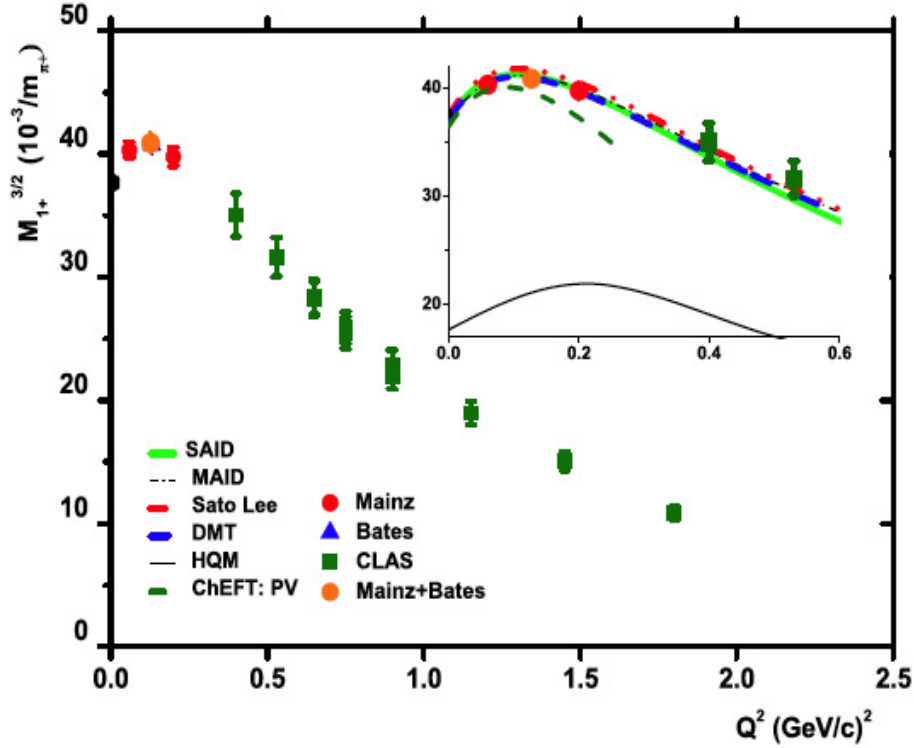 50
40
30
20
10
0
M1+ 3/2 (10-3/mπ+)
40
30
20
0.0 0.2 0.4 0.6
SAID
MAID
Sato Lee
DMT
HQM
ChEFT: PV
Mainz
Bates
CLAS
Mainz+Bates
0.0 0.5 1.0 1.5 2.0 2.5
Q2 (GeV/c)2